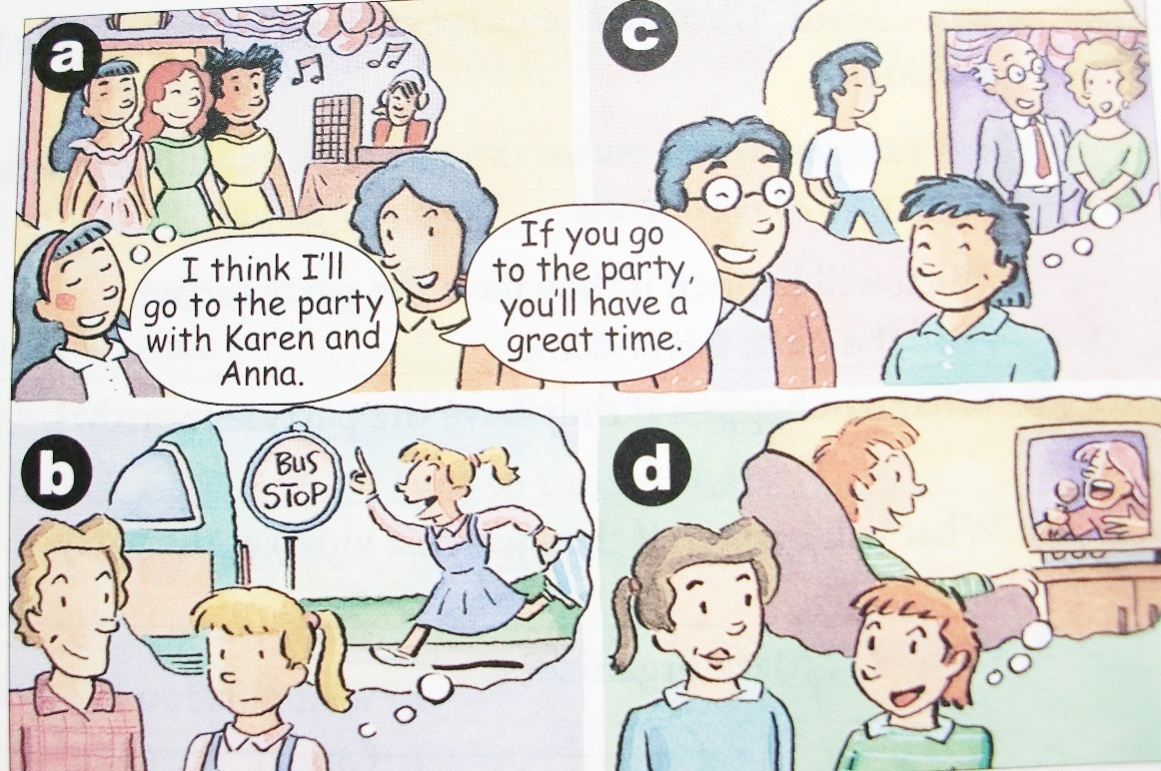 a
I think I'll
go to the party
with Karen and
Anna.
If you go
to the party,
you'll have a
great time.
c
b
BUS
STOP
d